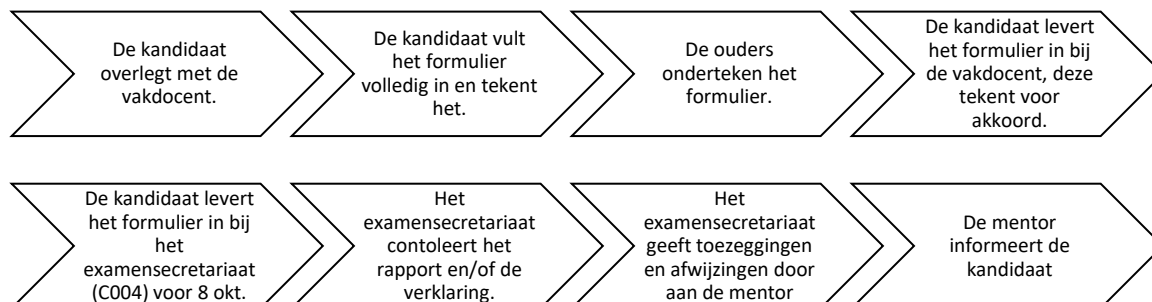 De kandidaat
overlegt met de
vakdocent.
De kandidaat vult
het formulier
volledig in en tekent
het.
De ouders
onderteken het
formulier.
De kandidaat levert
het formulier in bij
de vakdocent, deze
tekent voor
akkoord.
De kandidaat levert
het formulier in bij
het
examensecretariaat
(C004) voor 8 okt.
Het
examensecretariaat
contoleert het
rapport en/of de
verklaring.
Het
examensecretariaat
geeft toezeggingen
en afwijzingen door
aan de mentor
De mentor
informeert de
kandidaat